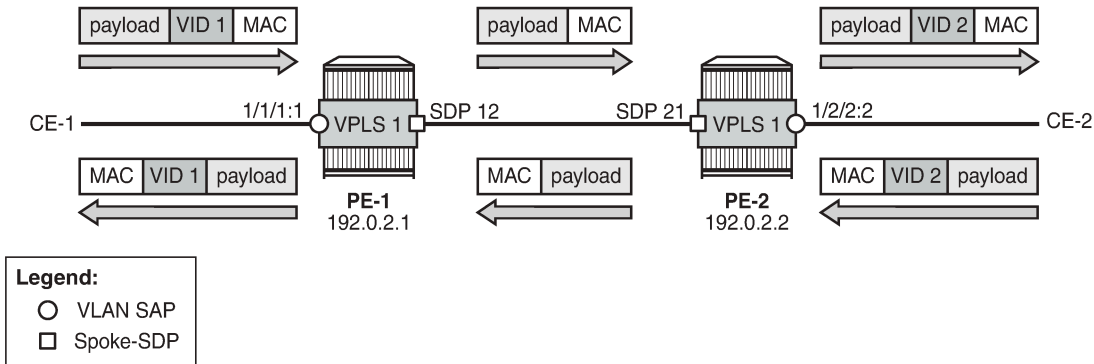 payload VID 1 MAC
payload MAC
payload VID 2 MAC
CE-1
1/1/1:1
VPLS 1
SDP 12
SDP 21
VPLS 1
1/2/2:2
CE-2
MAC VID 1 payload
MAC payload
MAC VID 2 payload
PE-1
192.0.2.1
PE-2
192.0.2.2
Legend:
VLAN SAP
Spoke-SDP